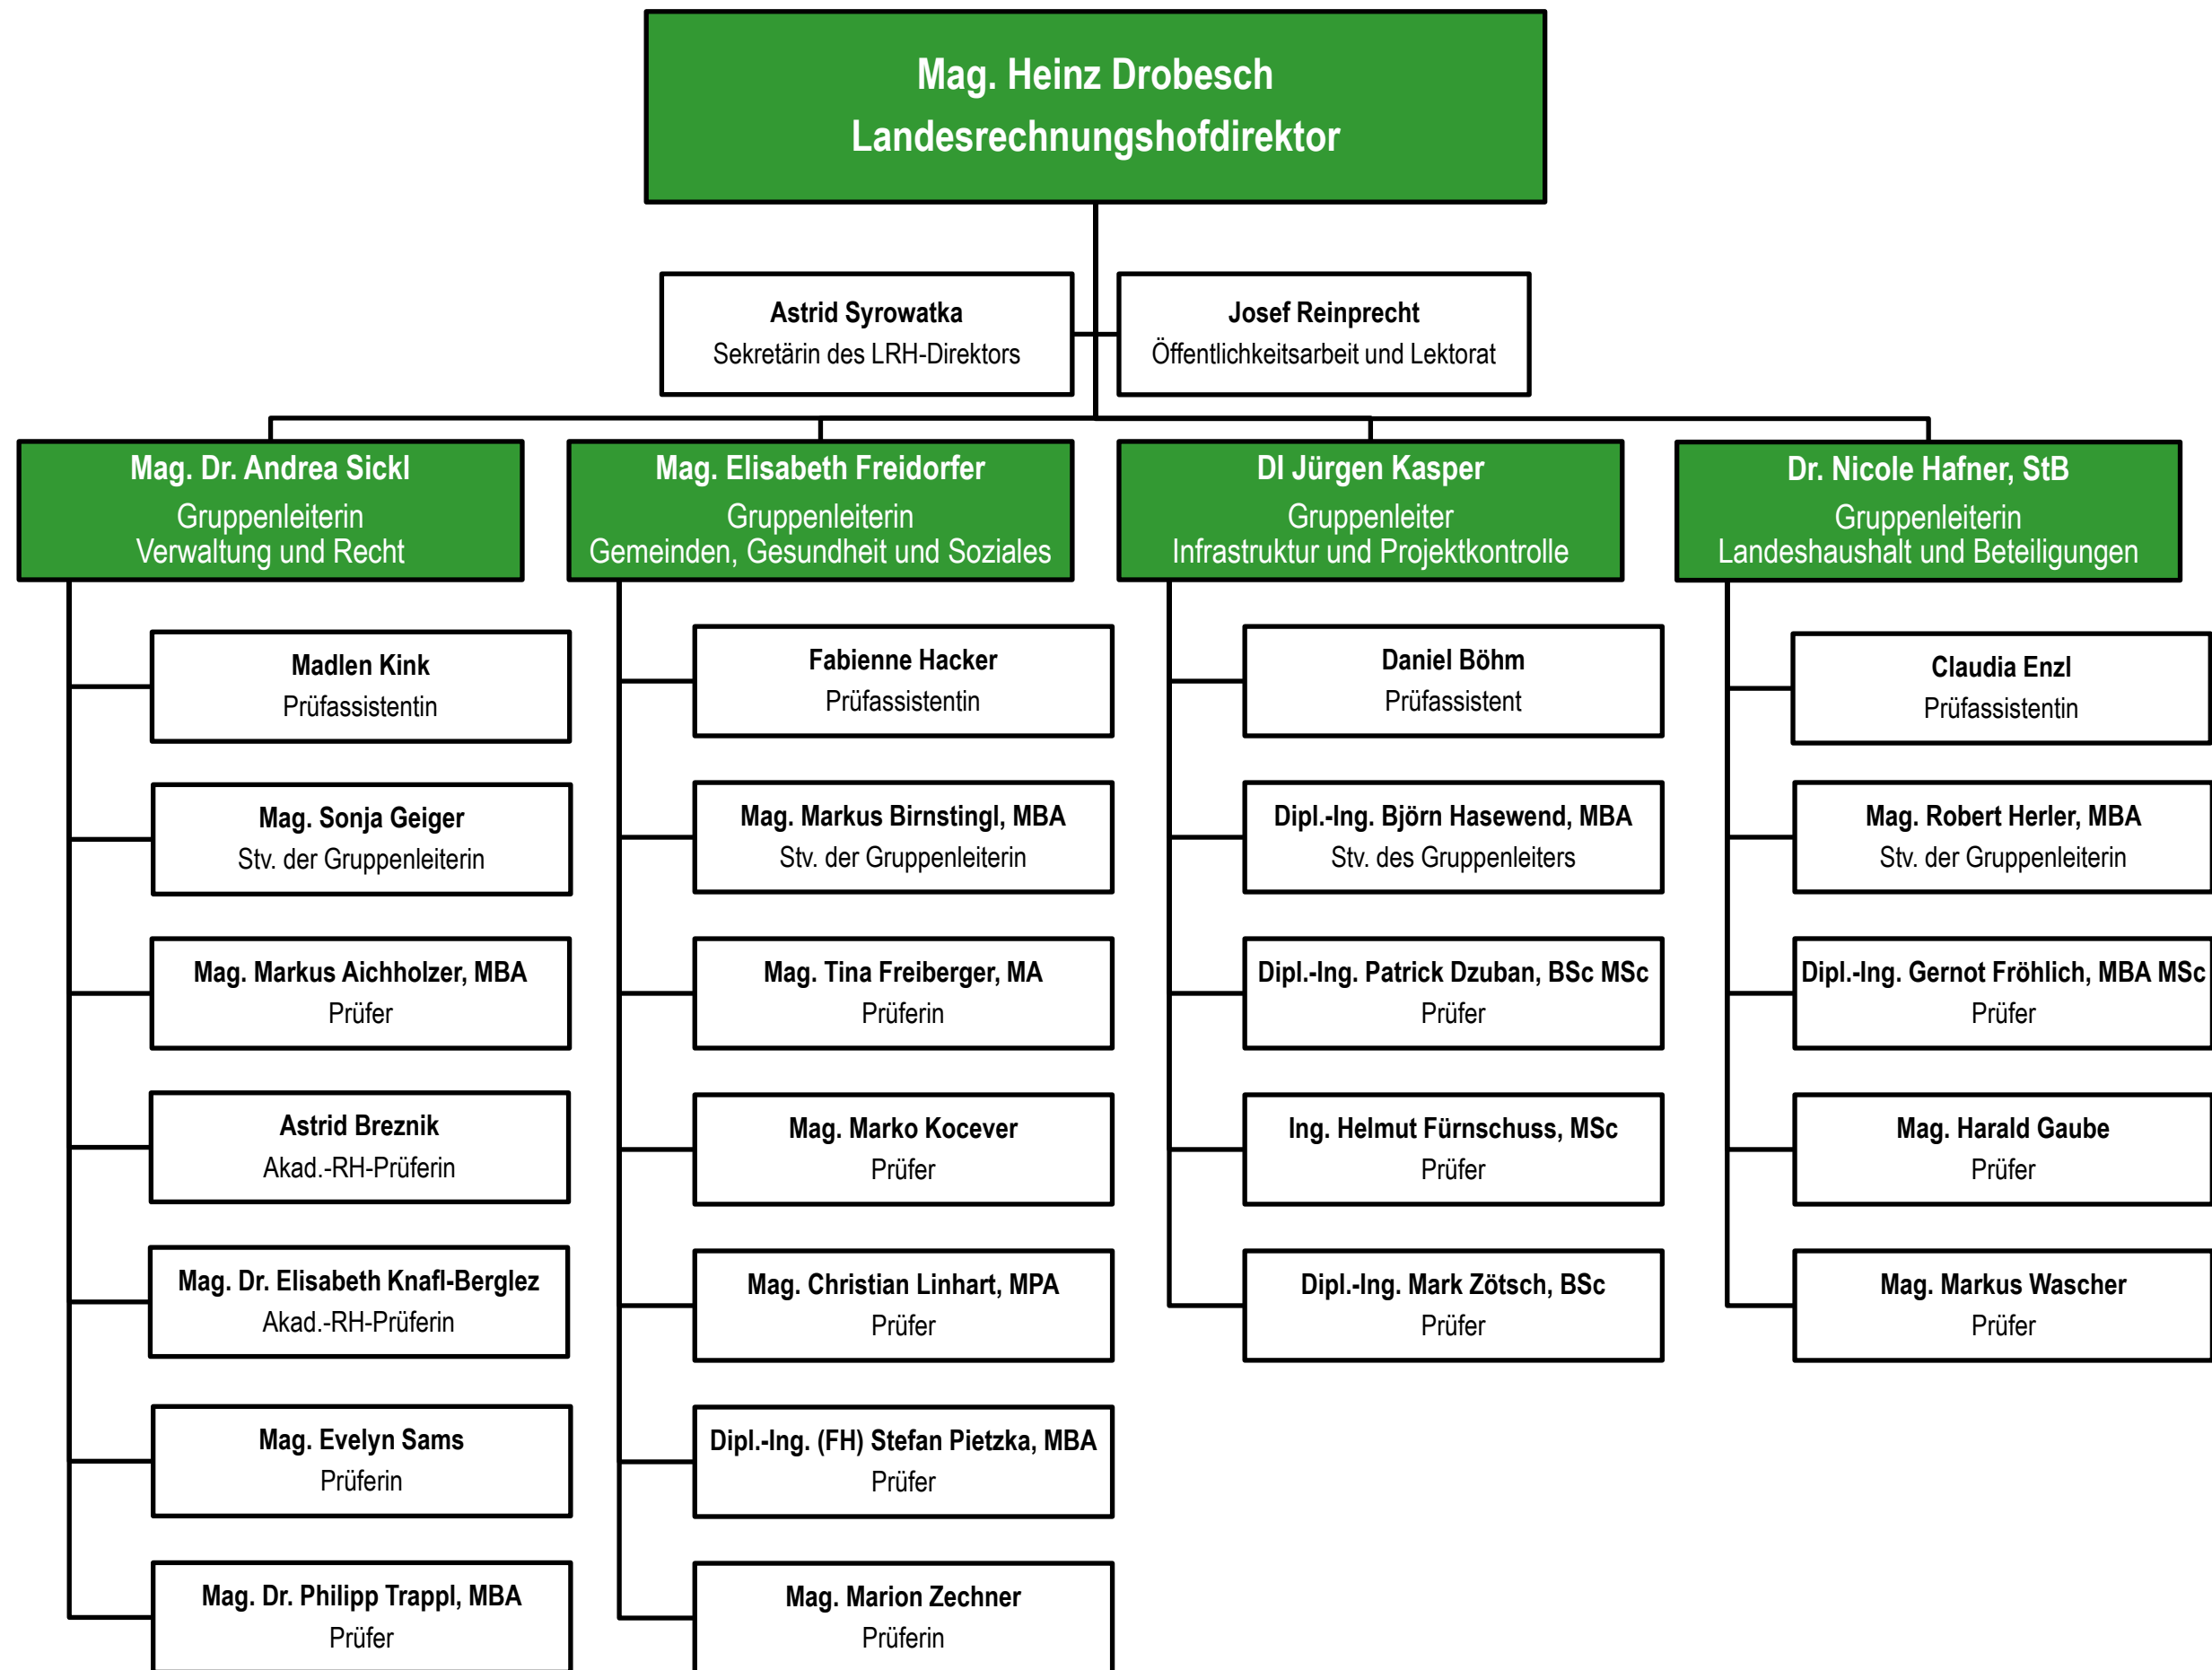 Mag. Heinz Drobesch
Landesrechnungshofdirektor
Astrid Syrowatka
Sekretärin des LRH-Direktors
Josef Reinprecht
Öffentlichkeitsarbeit und Lektorat
Mag. Dr. Andrea Sickl
Gruppenleiterin
Verwaltung und Recht
Madlen Kink
Prüfassistentin
Mag. Sonja Geiger
Stv. der Gruppenleiterin
Mag. Markus Aichholzer, MBA
Prüfer
Astrid Breznik
Akad.-RH-Prüferin
Mag. Dr. Elisabeth Knafl-Berglez
Akad.-RH-Prüferin
Mag. Evelyn Sams
Prüferin
Mag. Dr. Philipp Trappl, MBA
Prüfer
Mag. Elisabeth Freidorfer
Gruppenleiterin
Gemeinden, Gesundheit und Soziales
Fabienne Hacker
Prüfassistentin
Mag. Markus Birnstingl, MBA
Stv. der Gruppenleiterin
Mag. Tina Freiberger, MA
Prüferin
Mag. Marko Kocever
Prüfer
Mag. Christian Linhart, MPA
Prüfer
Dipl.-Ing. (FH) Stefan Pietzka, MBA
Prüfer
Mag. Marion Zechner
Prüferin
DI Jürgen Kasper
Gruppenleiter
Infrastruktur und Projektkontrolle
Daniel Böhm
Prüfassistent
Dipl.-Ing. Björn Hasewend, MBA
Stv. des Gruppenleiters
Dipl.-Ing. Patrick Dzuban, BSc MSc
Prüfer
Ing. Helmut Fürnschuss, MSc
Prüfer
Dipl.-Ing. Mark Zötsch, BSc
Prüfer
Dr. Nicole Hafner, StB
Gruppenleiterin
Landeshaushalt und Beteiligungen
Claudia Enzl
Prüfassistentin
Mag. Robert Herler, MBA
Stv. der Gruppenleiterin
Dipl.-Ing. Gernot Fröhlich, MBA MSc
Prüfer
Mag. Harald Gaube
Prüfer
Mag. Markus Wascher
Prüfer